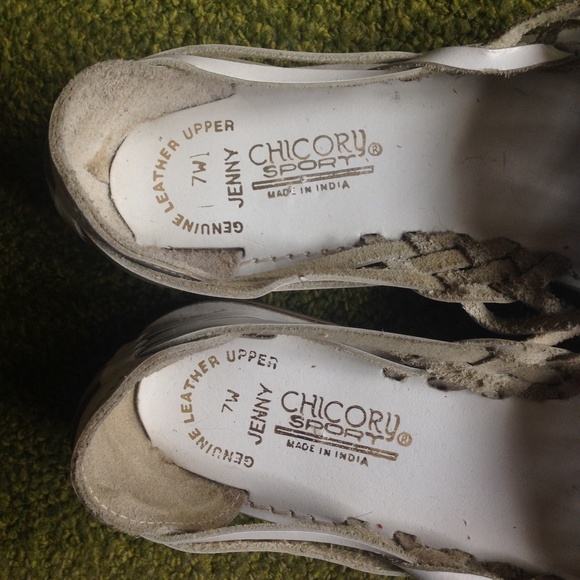 GENUINE LEATHER UPPER
7W
JENNY
CHICORY®
SPORT
MADE IN INDIA
GENUINE LEATHER UPPER
7W
JENNY
CHICORY®
SPORT
MADE IN INDIA